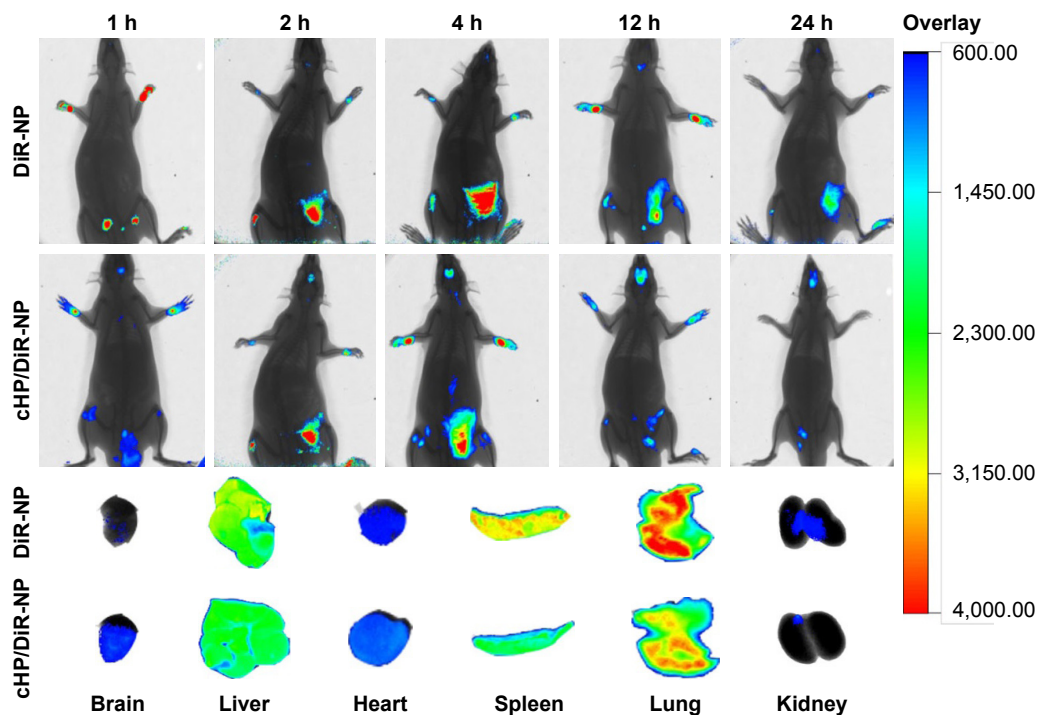 1 h 2 h 4 h 12 h 24 h Overlay
DiR-NP
cHP/DiR-NP
DiR-NP
cHP/DiR-NP
600.00
1,450.00
2,300.00
3,150.00
4,000.00
Brain Liver Heart Spleen Lung Kidney